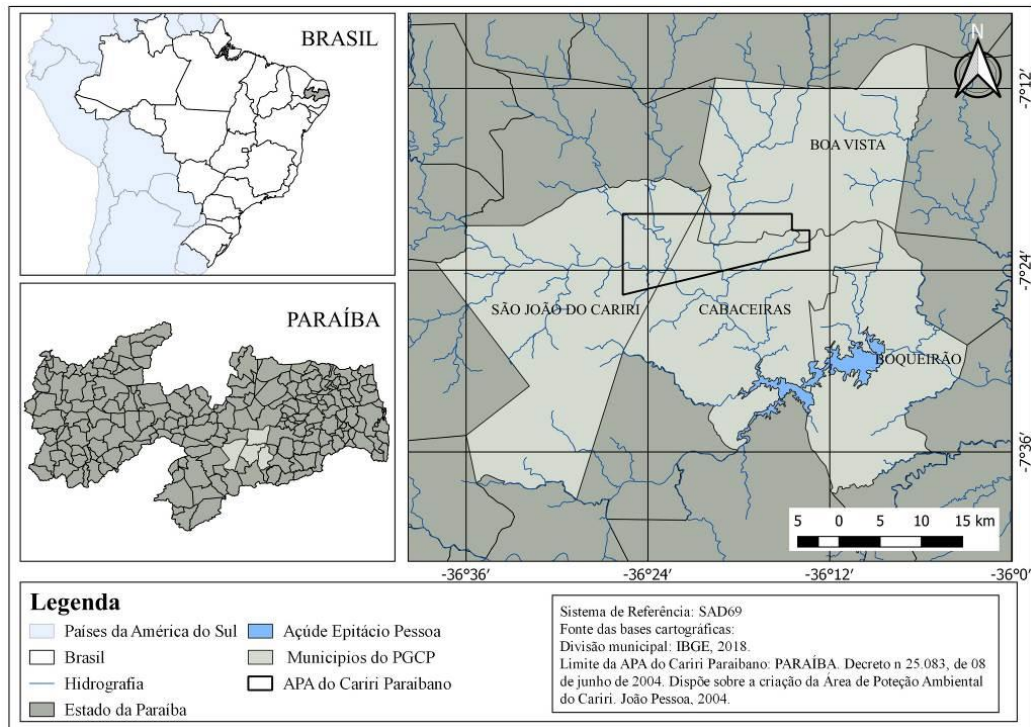 BRASIL
PARAÍBA
N
BOA VISTA
SÃO JOÃO DO CARIRI
CABACEIRAS
BOQUEIRÃO
-7°12′
-7°24′
-7°36′
5 0 5 10 15 km
-36°36′ -36°24′ -36°12′ -36°0′
Legenda
Países da América do Sul
Brasil
Hidrografia
Estado da Paraíba
Açúde Epitácio Pessoa
Municipios do PGCP
APA do Cariri Paraibano
Sistema de Referência: SAD69
Fonte das bases cartográficas:
Divisão municipal: IBGE, 2018.
Limite da APA do Cariri Paraibano: PARAÍBA. Decreto n 25.083, de 08
de junho de 2004. Dispõe sobre a criação da Área de Poteção Ambiental
do Cariri. João Pessoa, 2004.